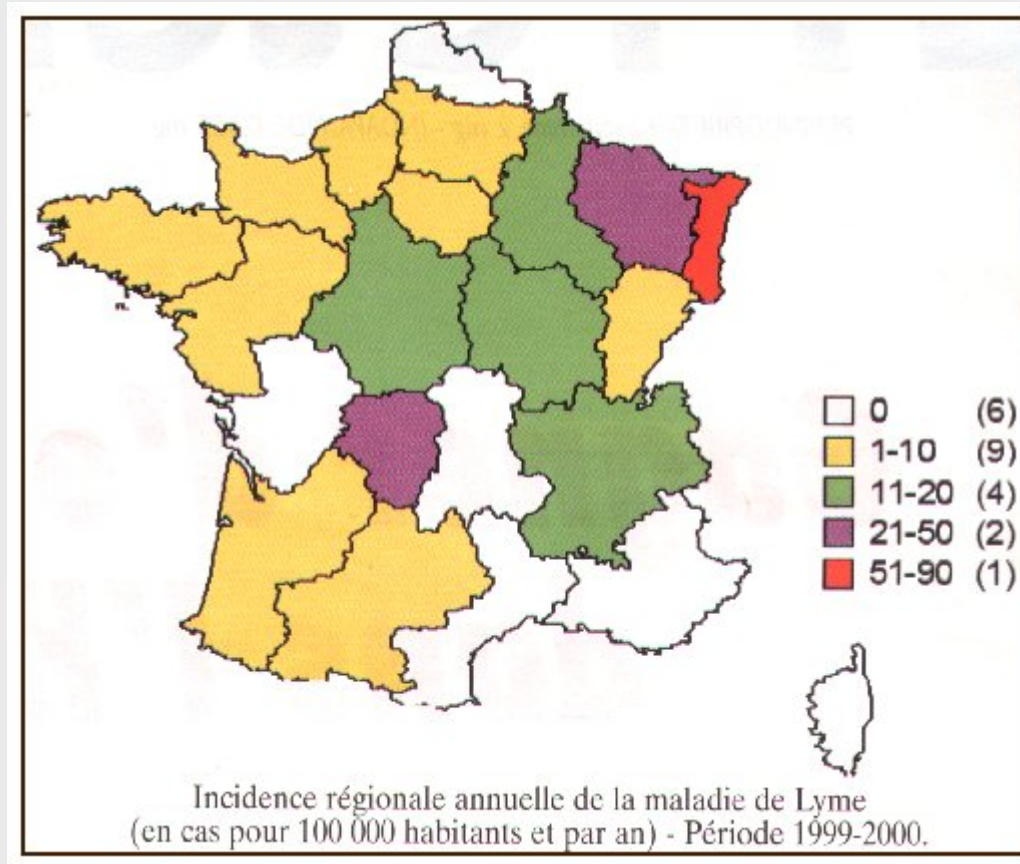 0 (6)
1-10 (9)
11-20 (4)
21-50 (2)
51-90 (1)
Incidence régionale annuelle de la maladie de Lyme
(en cas pour 100 000 habitants et par an) - Période 1999-2000.